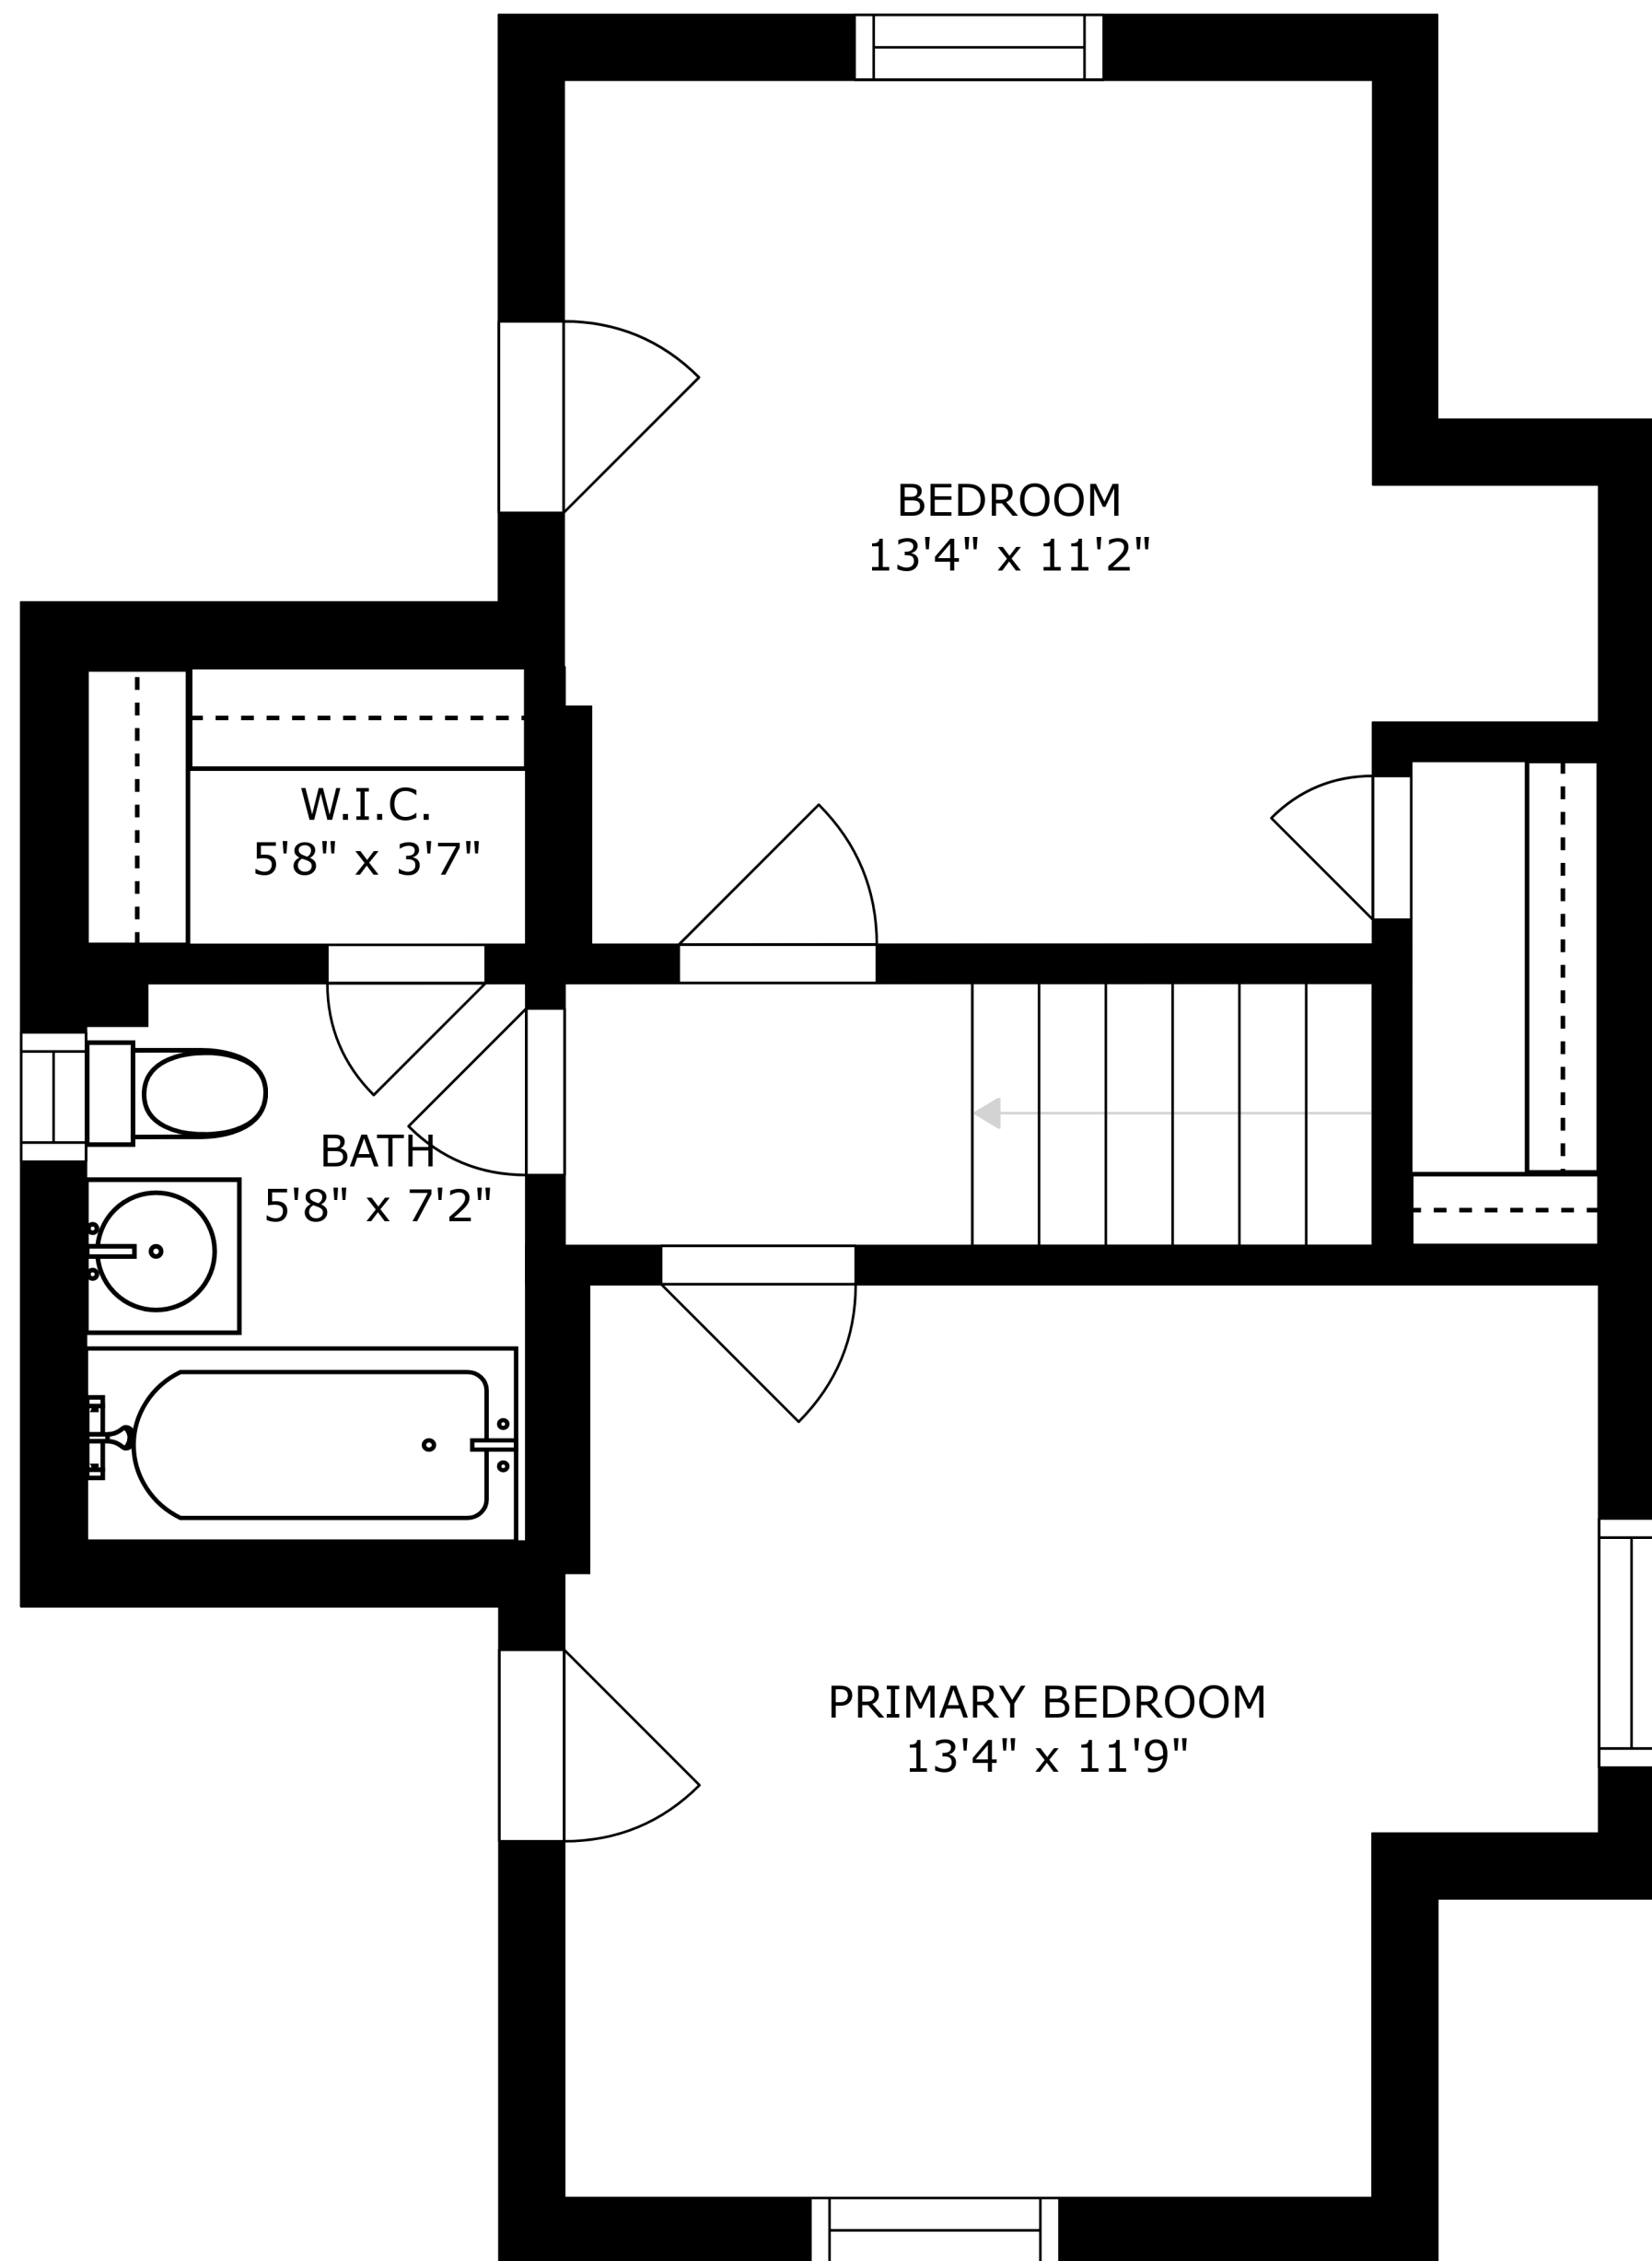 BEDROOM
13'4" x 11'2"
W.I.C.
5'8" x 3'7"
BATH
5'8" x 7'2"
PRIMARY BEDROOM
13'4" x 11'9"